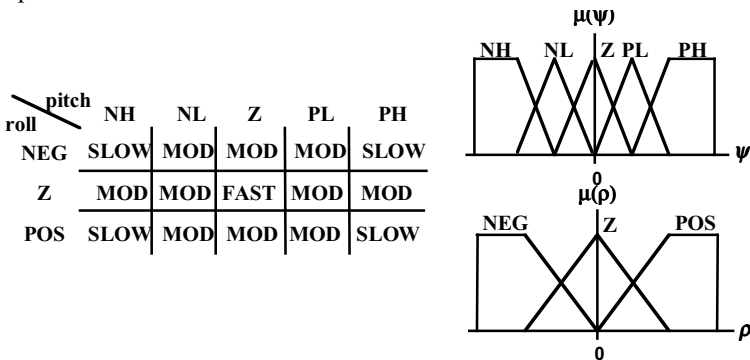 pitch
roll
NH NL Z PL PH
NEG SLOW MOD MOD MOD SLOW
Z MOD MOD FAST MOD MOD
POS SLOW MOD MOD MOD SLOW
μ(ψ)
NH NL Z PL PH
0
ψ
μ(ρ)
NEG Z POS
0
ρ